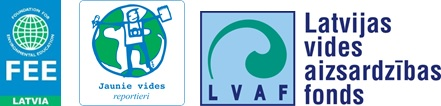 FOUNDATION FOR
ENVIRONMENTAL EDUCATION
FEE
LATVIA
Jaunie vides
reportieri
LVAF
Latvijas
vides
aizsardzības
fonds